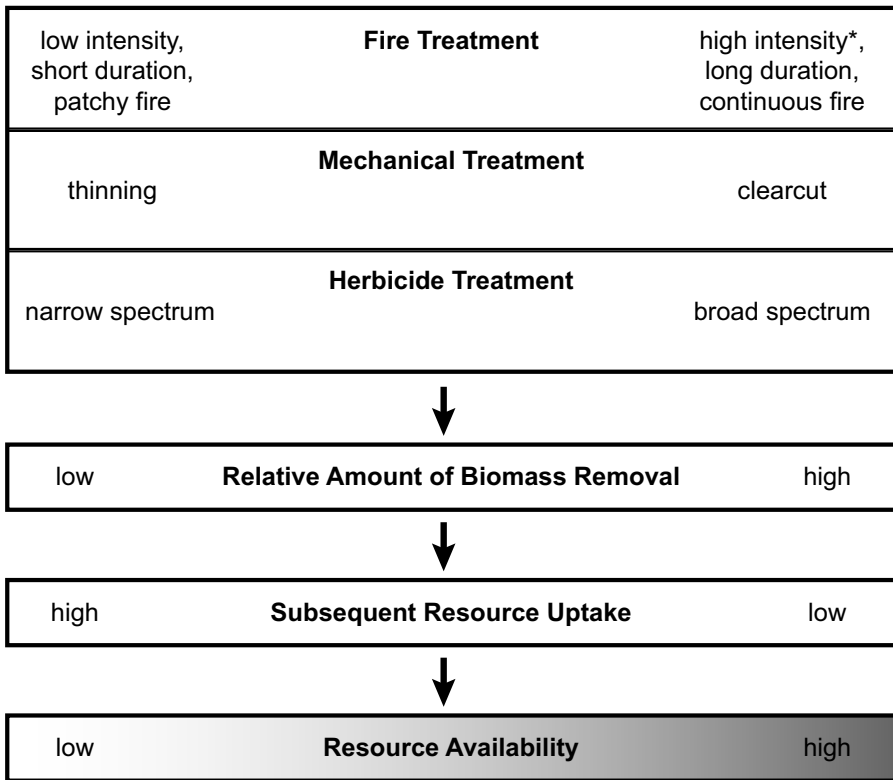 low intensity,
short duration,
patchy fire
Fire Treatment
high intensity*,
long duration,
continuous fire
Mechanical Treatment
thinning
clearcut
Herbicide Treatment
narrow spectrum
broad spectrum
low
Relative Amount of Biomass Removal
high
high
Subsequent Resource Uptake
low
low
Resource Availability
high